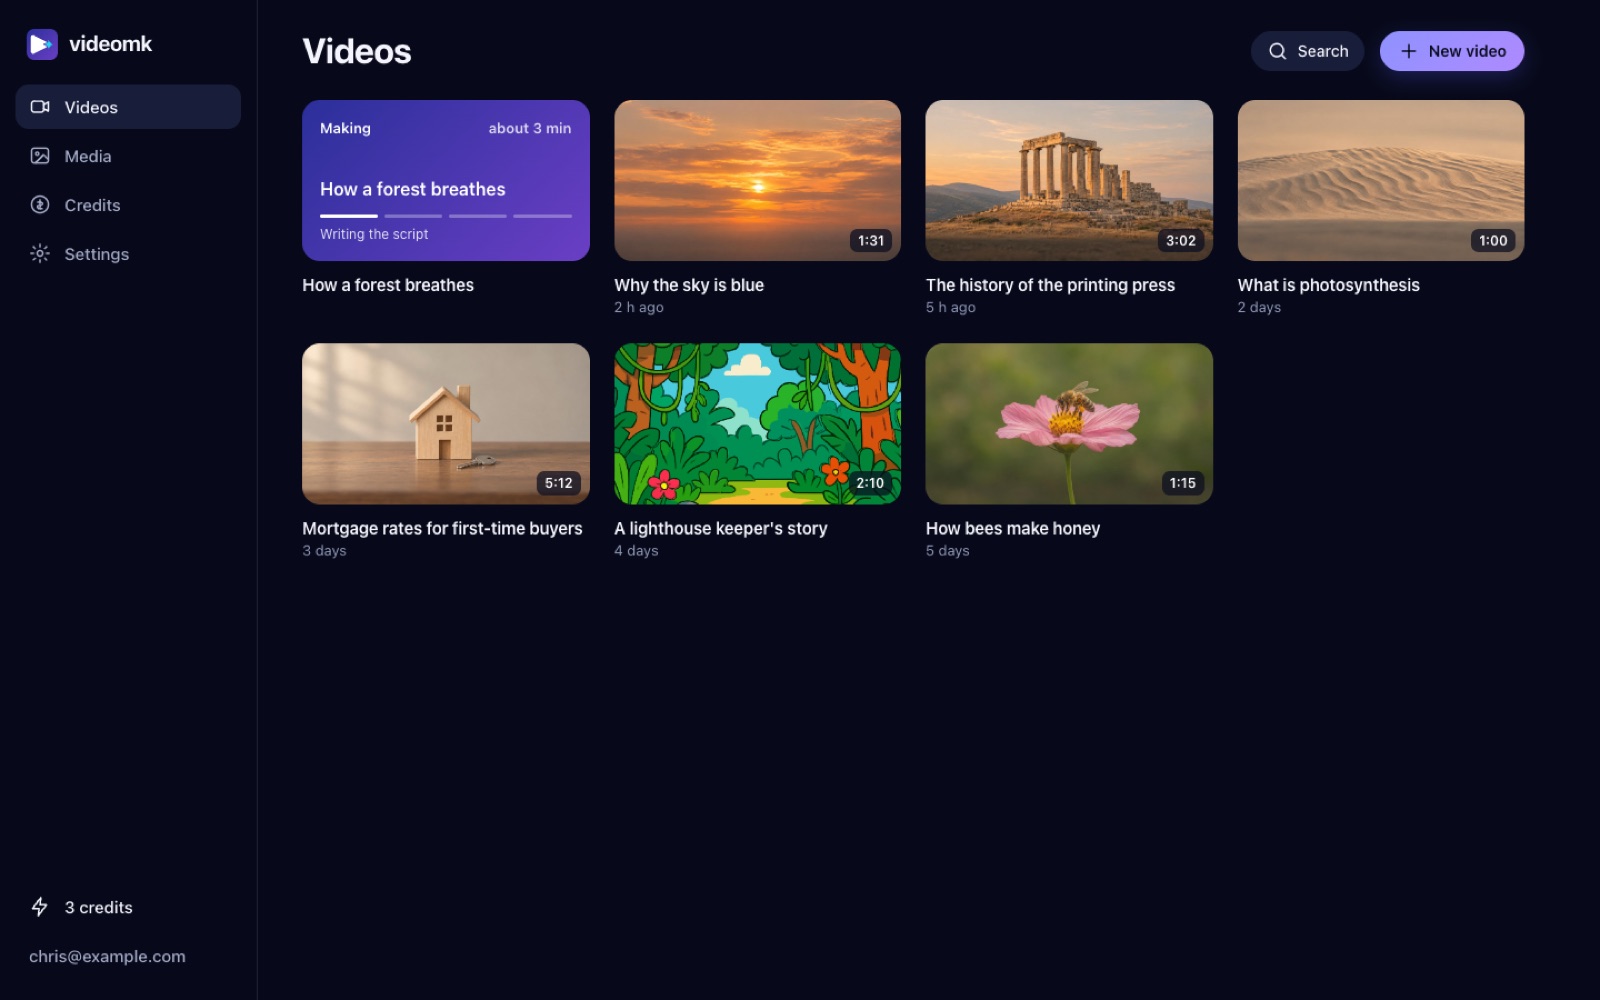 videomk
Videos
Media
Credits
Settings
3 credits
chris@example.com
Videos
Search
New video
Making
about 3 min
How a forest breathes
Writing the script
How a forest breathes
1:31
Why the sky is blue
2 h ago
3:02
The history of the printing press
5 h ago
1:00
What is photosynthesis
2 days
5:12
Mortgage rates for first-time buyers
3 days
2:10
A lighthouse keeper's story
4 days
1:15
How bees make honey
5 days